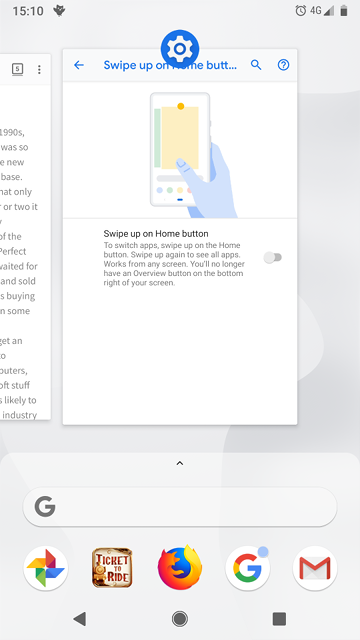 15:10
4G
5
Swipe up on Home butt...
1990s,
was so
e new
base.
hat only
r or two it
of the
Perfect
waited for
and sold
s buying
n some
get an
to
puters,
oft stuff
s likely to
industry
Swipe up on Home button
To switch apps, swipe up on the Home
button. Swipe up again to see all apps.
Works from any screen. You'll no longer
have an Overview button on the bottom
right of your screen.
G
TICKET
TO
RIDE
G